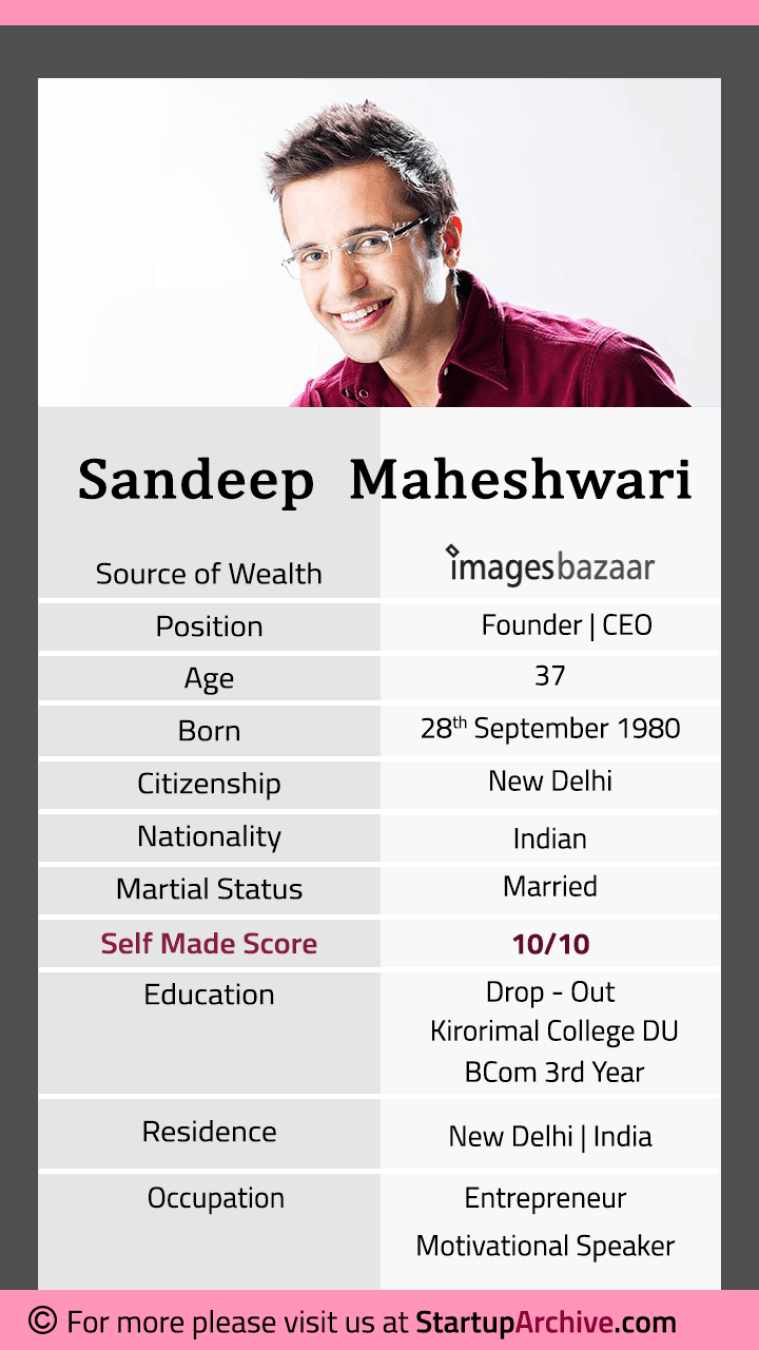 Sandeep Maheshwari
Source of Wealth imagesbazaar
Position Founder | CEO
Age 37
Born 28th September 1980
Citizenship New Delhi
Nationality Indian
Martial Status Married
Self Made Score 10/10
Education Drop - Out
Kirorimal College DU
BCom 3rd Year
Residence New Delhi | India
Occupation Entrepreneur
Motivational Speaker
© For more please visit us at StartupArchive.com